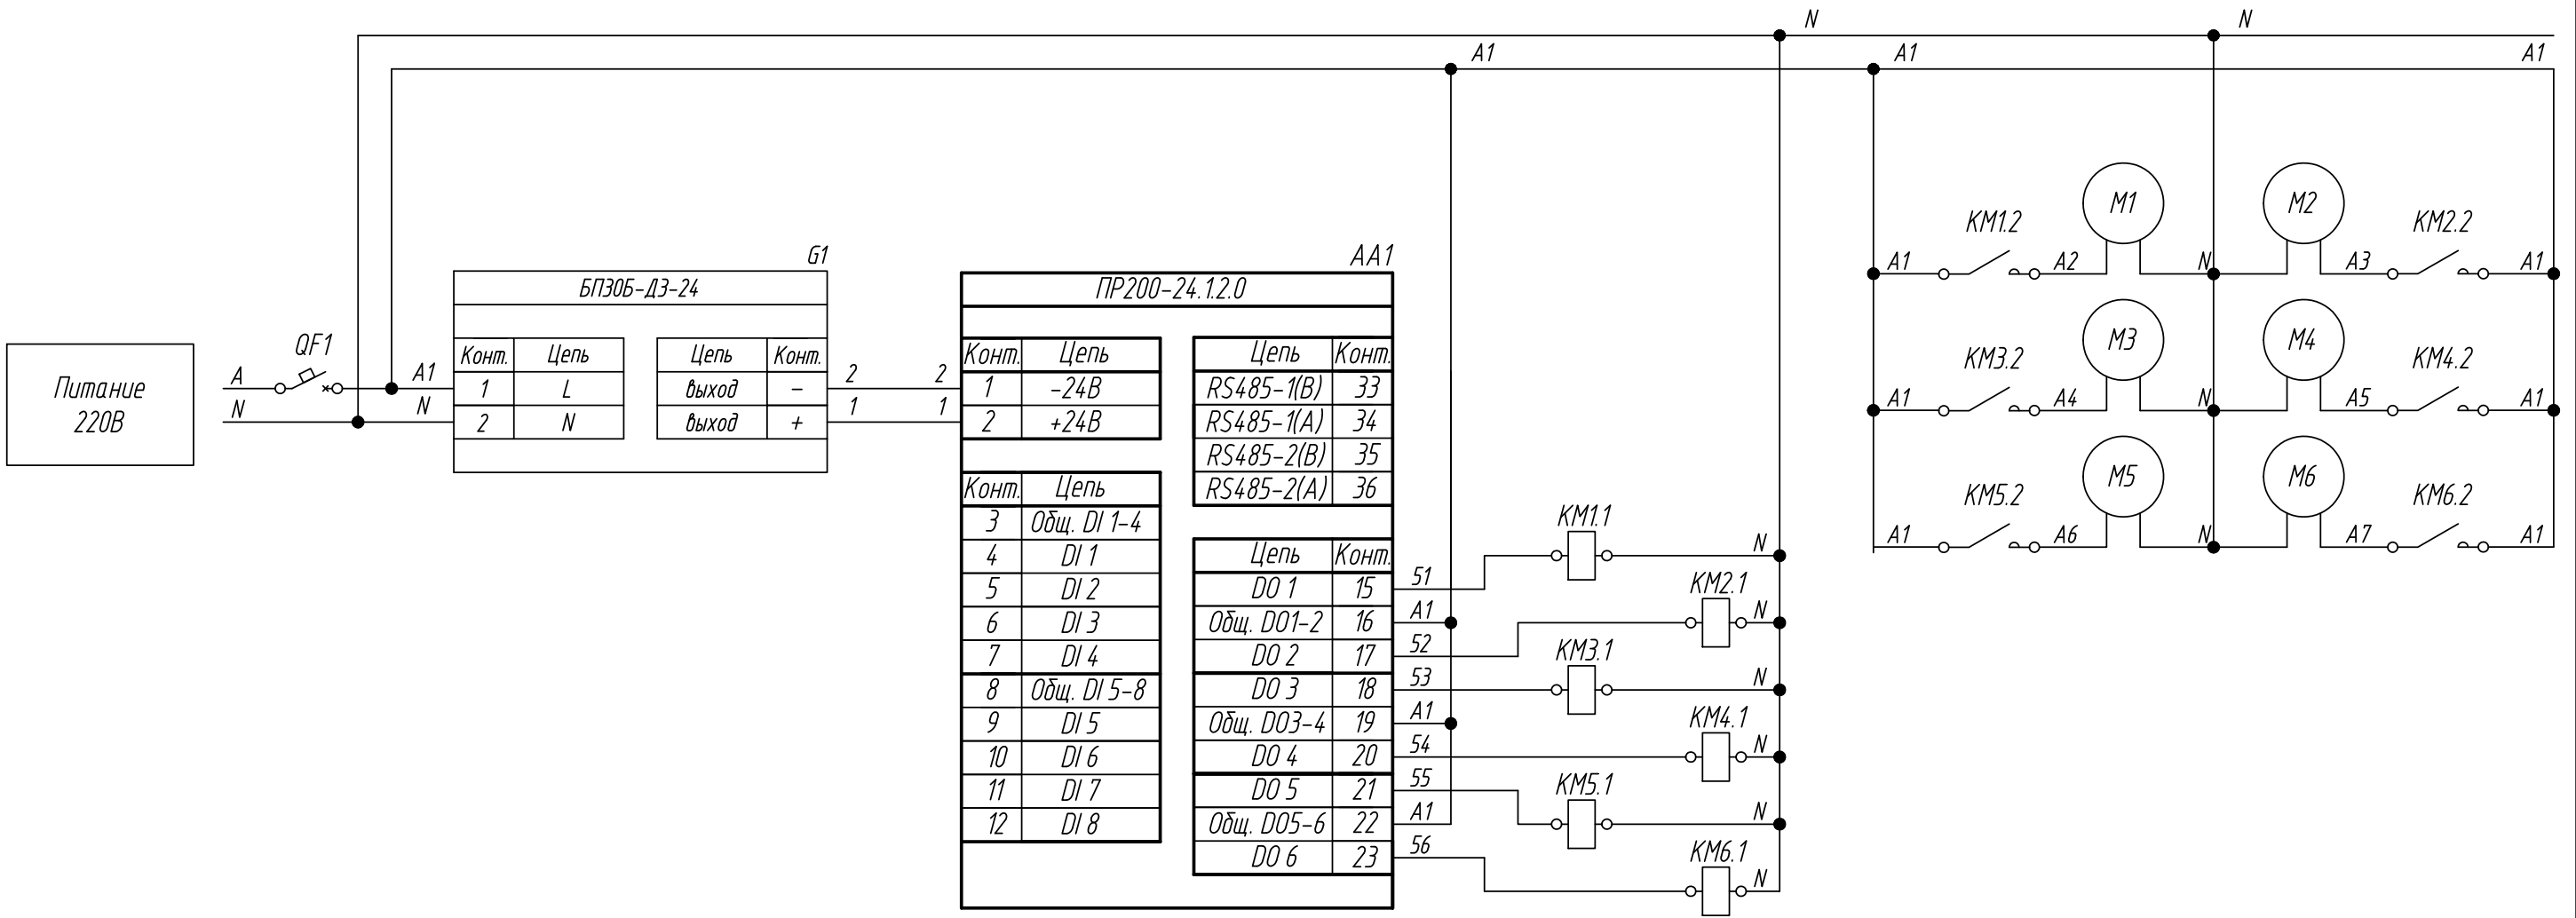 N N
A1 A1 A1
Питание
220В
QF1
A A1
N N
G1
БП30Б-Д3-24
Конт. Цепь Цепь Конт.
1 L выход -
2 N выход +
2 2
1 1
AA1
ПР200-24.1.2.0
Конт. Цепь
1 -24В
2 +24В
Конт. Цепь
3 Общ. DI 1-4
4 DI 1
5 DI 2
6 DI 3
7 DI 4
8 Общ. DI 5-8
9 DI 5
10 DI 6
11 DI 7
12 DI 8
Цепь Конт.
RS485-1(B) 33
RS485-1(A) 34
RS485-2(B) 35
RS485-2(A) 36
Цепь Конт.
DO 1 15
Общ. DO1-2 16
DO 2 17
DO 3 18
Общ. DO3-4 19
DO 4 20
DO 5 21
Общ. DO5-6 22
DO 6 23
51
A1
52
53
A1
54
55
A1
56
KM1.1 N
KM2.1 N
KM3.1 N
KM4.1 N
KM5.1 N
KM6.1 N
KM1.2 M1 M2 KM2.2
A1 A2 N A3 A1
KM3.2 M3 M4 KM4.2
A1 A4 N A5 A1
KM5.2 M5 M6 KM6.2
A1 A6 N A7 A1